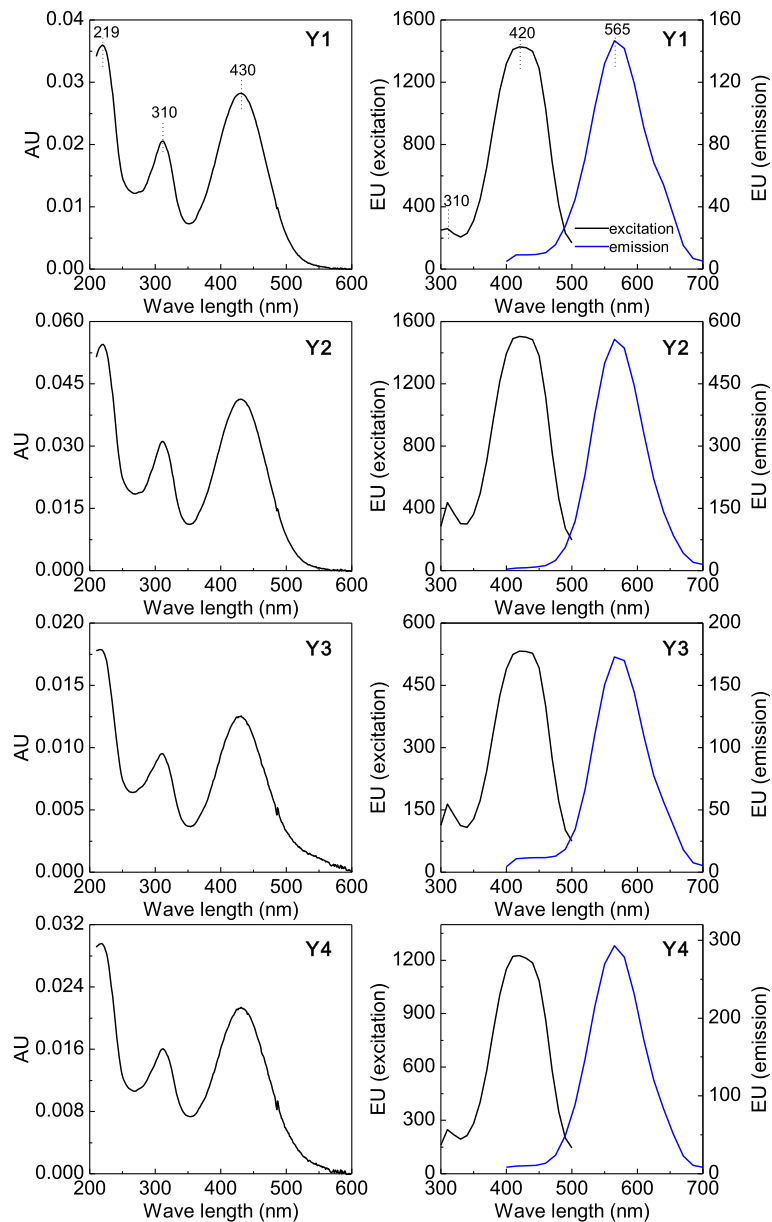 219
310
430
Y1
0.04
0.03
0.02
0.01
0.00
AU
200 300 400 500 600
Wave length (nm)
310
420
565
Y1
1600
1200
800
400
0
EU (excitation)
160
120
80
40
0
EU (emission)
excitation
emission
300 400 500 600 700
Wave length (nm)
Y2
0.060
0.045
0.030
0.015
0.000
AU
200 300 400 500 600
Wave length (nm)
Y2
1600
1200
800
400
0
EU (excitation)
600
450
300
150
0
EU (emission)
300 400 500 600 700
Wave length (nm)
Y3
0.020
0.015
0.010
0.005
0.000
AU
200 300 400 500 600
Wave length (nm)
Y3
600
450
300
150
0
EU (excitation)
200
150
100
50
0
EU (emission)
300 400 500 600 700
Wave length (nm)
Y4
0.032
0.024
0.016
0.008
0.000
AU
200 300 400 500 600
Wave length (nm)
Y4
1200
900
600
300
0
EU (excitation)
300
200
100
0
EU (emission)
300 400 500 600 700
Wave length (nm)